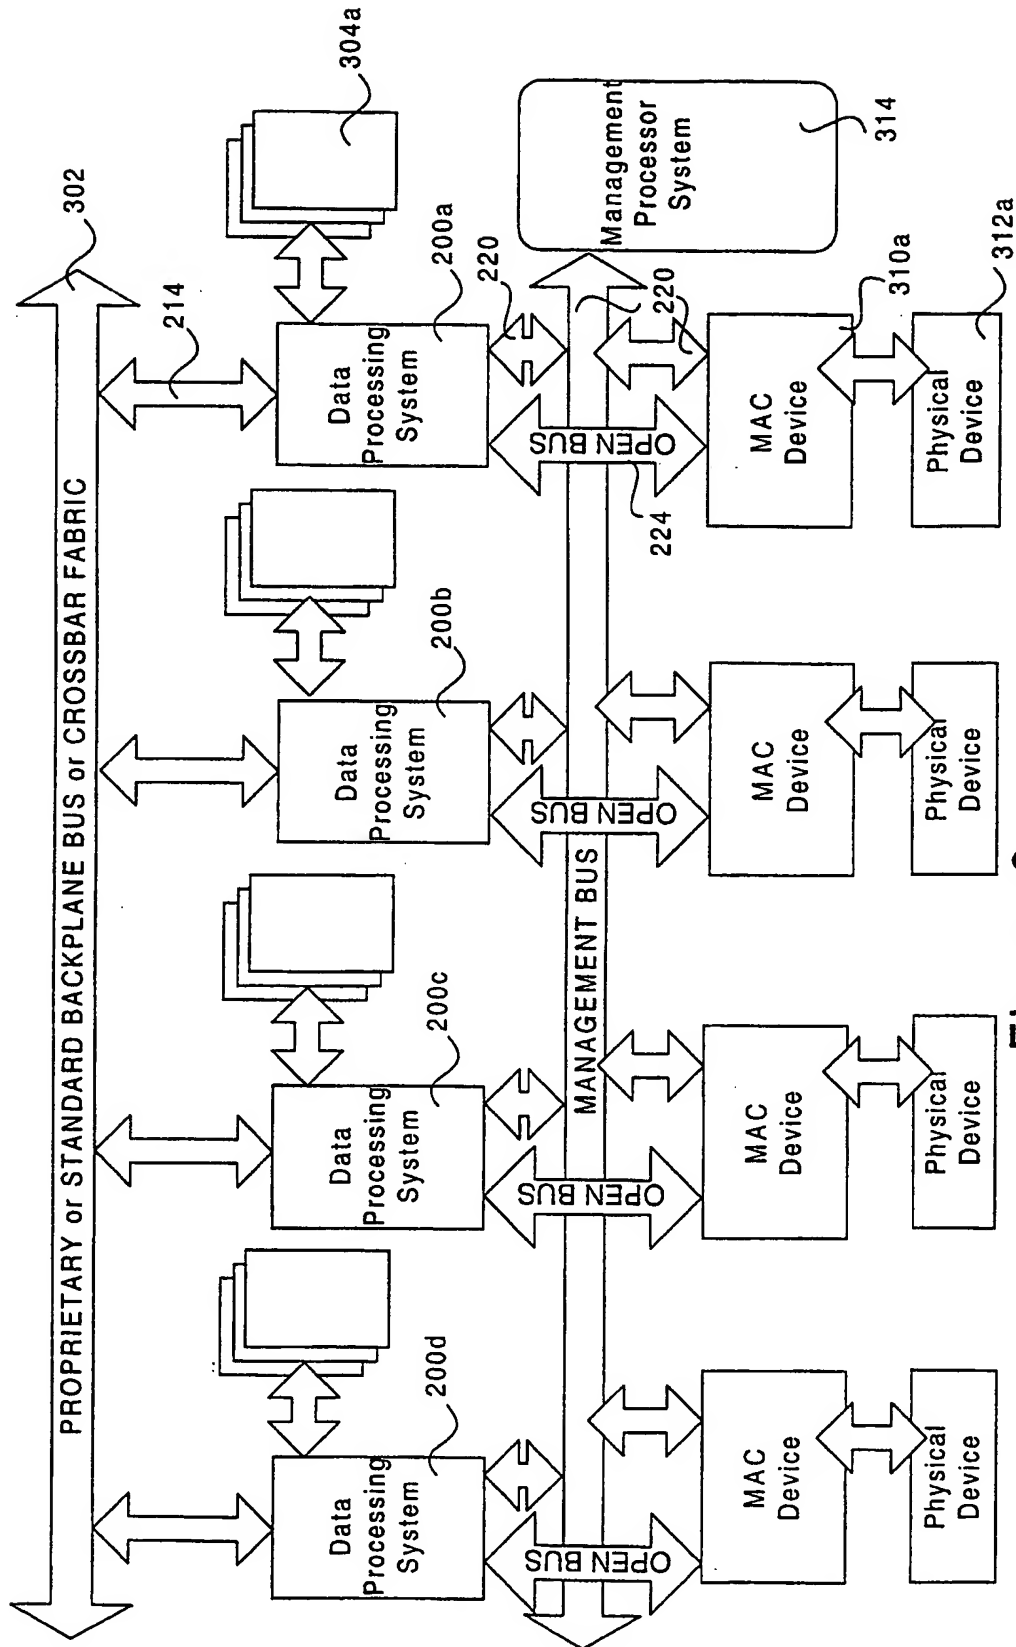 PROPRIETARY or STANDARD BACKPLANE BUS or CROSSBAR FABRIC
302
214
304a
Data
Processing
System
200d
Data
Processing
System
200c
Data
Processing
System
200b
Data
Processing
System
200a
220
OPEN BUS
OPEN BUS
OPEN BUS
OPEN BUS
MANAGEMENT BUS
224
220
Management
Processor
System
314
MAC
Device
MAC
Device
MAC
Device
MAC
Device
310a
Physical
Device
Physical
Device
Physical
Device
Physical
Device
312a